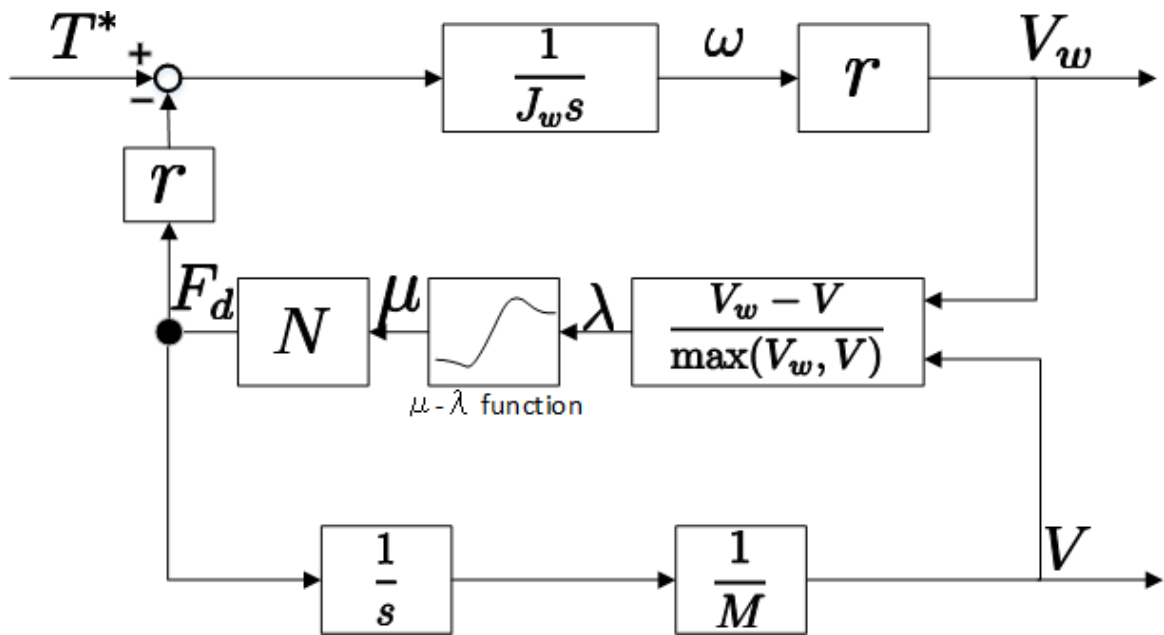 T*
+
−
1
J_w s
ω
r
V_w
r
F_d
N
μ
λ
V_w − V
max(V_w, V)
μ-λ function
1
s
1
M
V